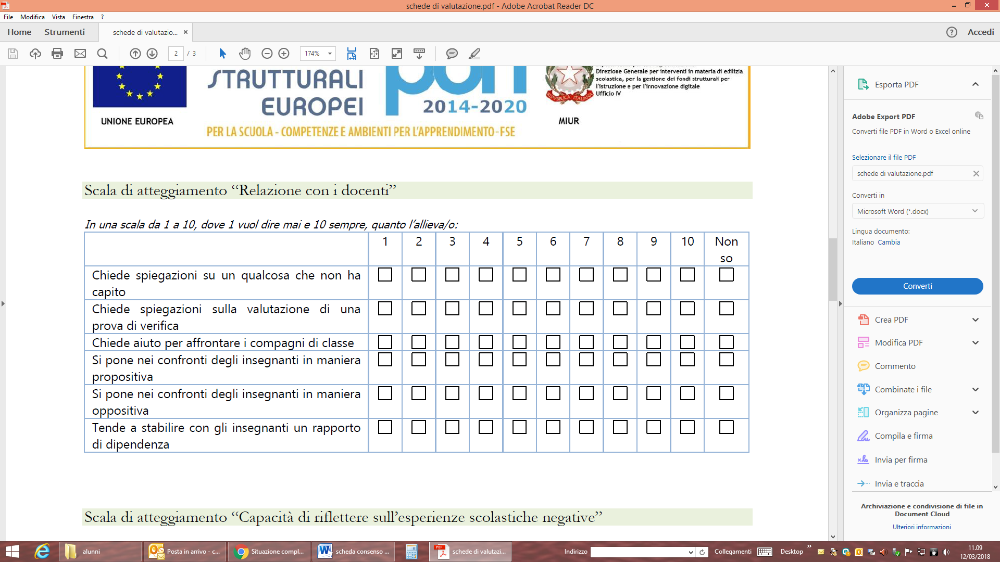 schede di valutazione.pdf - Adobe Acrobat Reader DC
File Modifica Vista Finestra ?
Home Strumenti schede di valutazio... × ? Accedi
2 / 3 174%
STRUTTURALI
EUROPEI
pon
2014-2020
Direzione Generale per interventi in materia di edilizia
scolastica, per la gestione dei fondi strutturali per
l'istruzione e per l'innovazione digitale
Ufficio IV
REPVBBLICA ITALIANA
UNIONE EUROPEA
MIUR
PER LA SCUOLA - COMPETENZE E AMBIENTI PER L'APPRENDIMENTO-FSE
Scala di atteggiamento “Relazione con i docenti”
In una scala da 1 a 10, dove 1 vuol dire mai e 10 sempre, quanto l’allieva/o:
1 2 3 4 5 6 7 8 9 10 Non
so
Chiede spiegazioni su un qualcosa che non ha
capito
Chiede spiegazioni sulla valutazione di una
prova di verifica
Chiede aiuto per affrontare i compagni di classe
Si pone nei confronti degli insegnanti in maniera
propositiva
Si pone nei confronti degli insegnanti in maniera
oppositiva
Tende a stabilire con gli insegnanti un rapporto
di dipendenza
Scala di atteggiamento “Capacità di riflettere sull’esperienze scolastiche negative”
Esporta PDF
Adobe Export PDF
Converti file PDF in Word o Excel online
Selezionare il file PDF
schede di valutazione.pdf
Converti in
Microsoft Word (*.docx)
Lingua documento:
Italiano Cambia
Converti
Crea PDF
Modifica PDF
Commento
Combinate i file
Organizza pagine
Compila e firma
Invia per firma
Invia e traccia
Archiviazione e condivisione di file in
Document Cloud
Ulteriori informazioni
alunni
Posta in arrivo - c...
Situazione compl...
scheda consenso ...
PDF
schede di valutazi...
Indirizzo
Collegamenti
Desktop »
11.09
12/03/2018